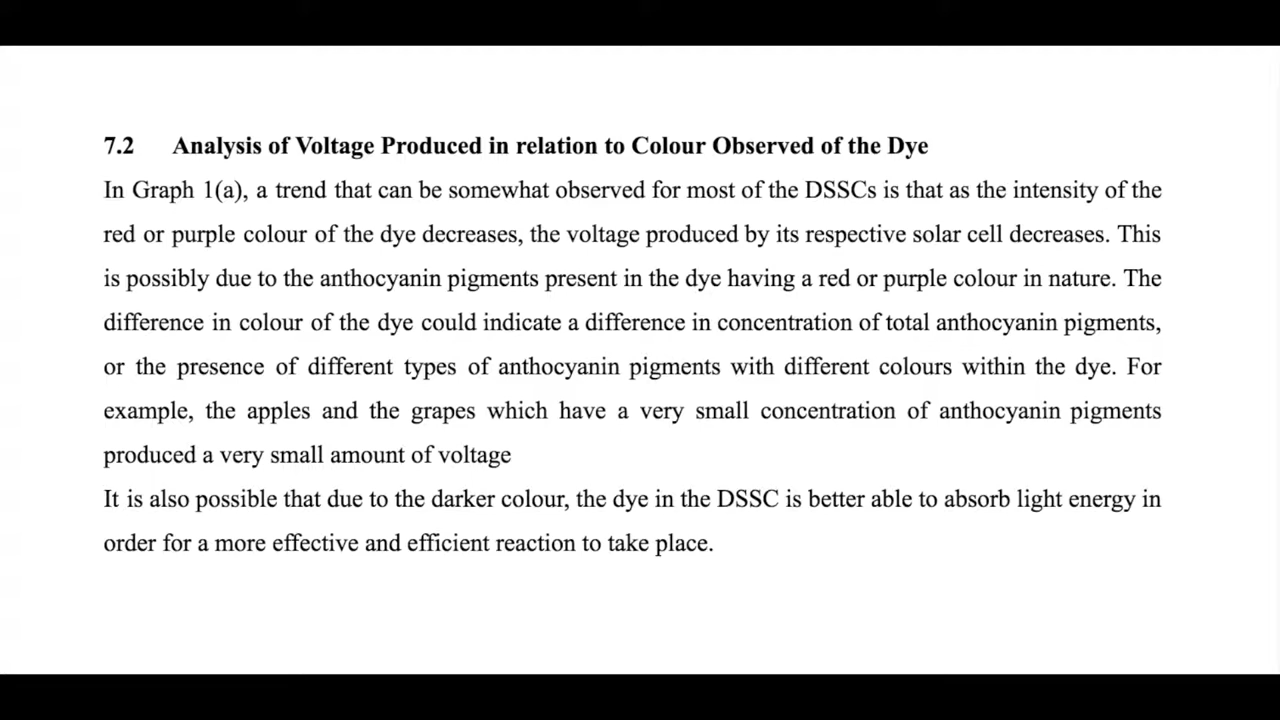 7.2 Analysis of Voltage Produced in relation to Colour Observed of the Dye
In Graph 1(a), a trend that can be somewhat observed for most of the DSSCs is that as the intensity of the
red or purple colour of the dye decreases, the voltage produced by its respective solar cell decreases. This
is possibly due to the anthocyanin pigments present in the dye having a red or purple colour in nature. The
difference in colour of the dye could indicate a difference in concentration of total anthocyanin pigments,
or the presence of different types of anthocyanin pigments with different colours within the dye. For
example, the apples and the grapes which have a very small concentration of anthocyanin pigments
produced a very small amount of voltage
It is also possible that due to the darker colour, the dye in the DSSC is better able to absorb light energy in
order for a more effective and efficient reaction to take place.